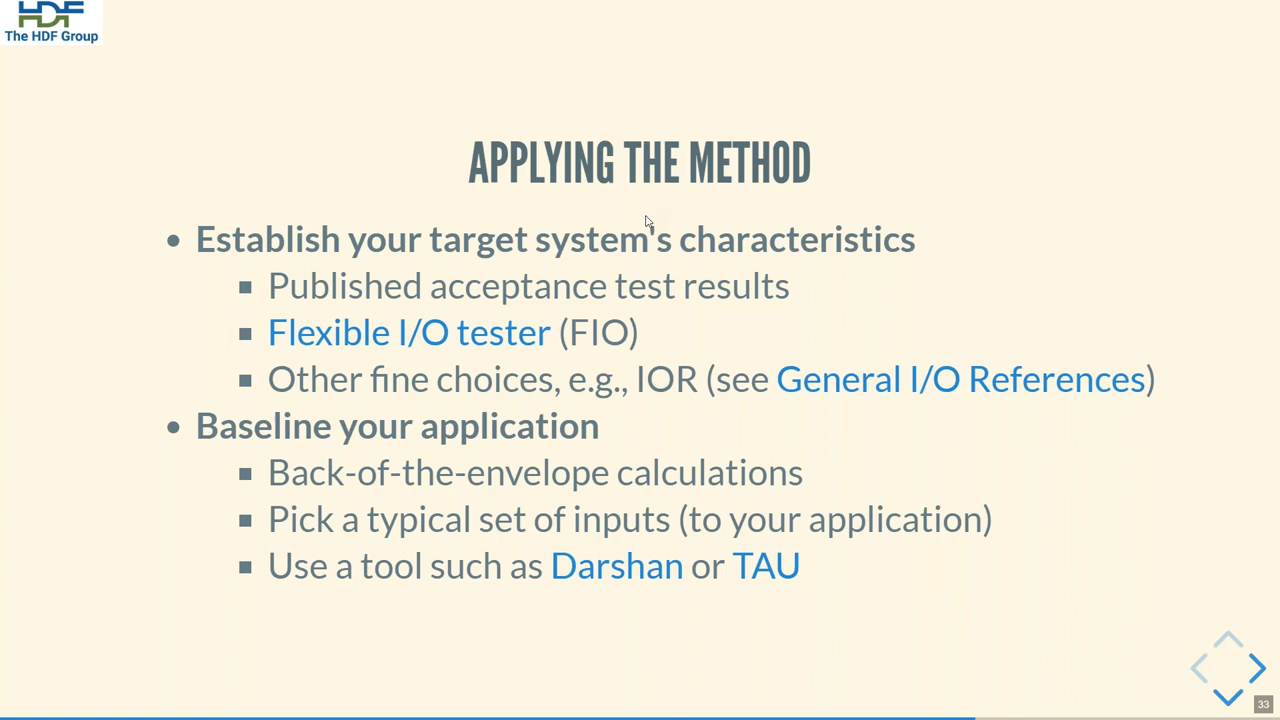 HDF
The HDF Group
APPLYING THE METHOD
• Establish your target system's characteristics
▪ Published acceptance test results
▪ Flexible I/O tester (FIO)
▪ Other fine choices, e.g., IOR (see General I/O References)
• Baseline your application
▪ Back-of-the-envelope calculations
▪ Pick a typical set of inputs (to your application)
▪ Use a tool such as Darshan or TAU
33